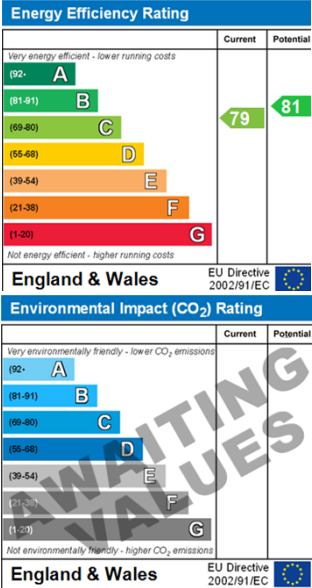 Energy Efficiency Rating
Current Potential
Very energy efficient - lower running costs
(92- A
(81-91) B
(69-80) C
79
81
(55-68) D
(39-54) E
(21-38) F
(1-20) G
Not energy efficient - higher running costs
England & Wales
EU Directive
2002/91/EC
Environmental Impact (CO₂) Rating
Current Potential
Very environmentally friendly - lower CO₂ emissions
(92- A
(81-91) B
(69-80) C
(55-68) D
(39-54) E
(21-38) F
(1-20) G
AWAITING
VALUES
Not environmentally friendly - higher CO₂ emissions
England & Wales
EU Directive
2002/91/EC